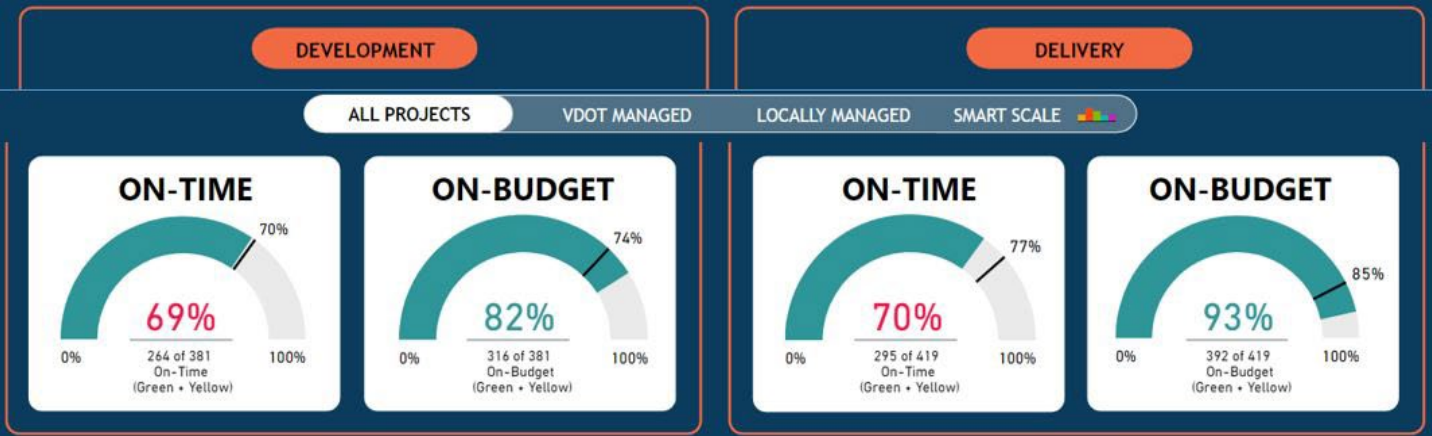 DEVELOPMENT
DELIVERY
ALL PROJECTS
VDOT MANAGED
LOCALLY MANAGED
SMART SCALE
ON-TIME
70%
69%
0%
100%
264 of 381
On-Time
(Green + Yellow)
ON-BUDGET
74%
82%
0%
100%
316 of 381
On-Budget
(Green + Yellow)
ON-TIME
77%
70%
0%
100%
295 of 419
On-Time
(Green + Yellow)
ON-BUDGET
85%
93%
0%
100%
392 of 419
On-Budget
(Green + Yellow)